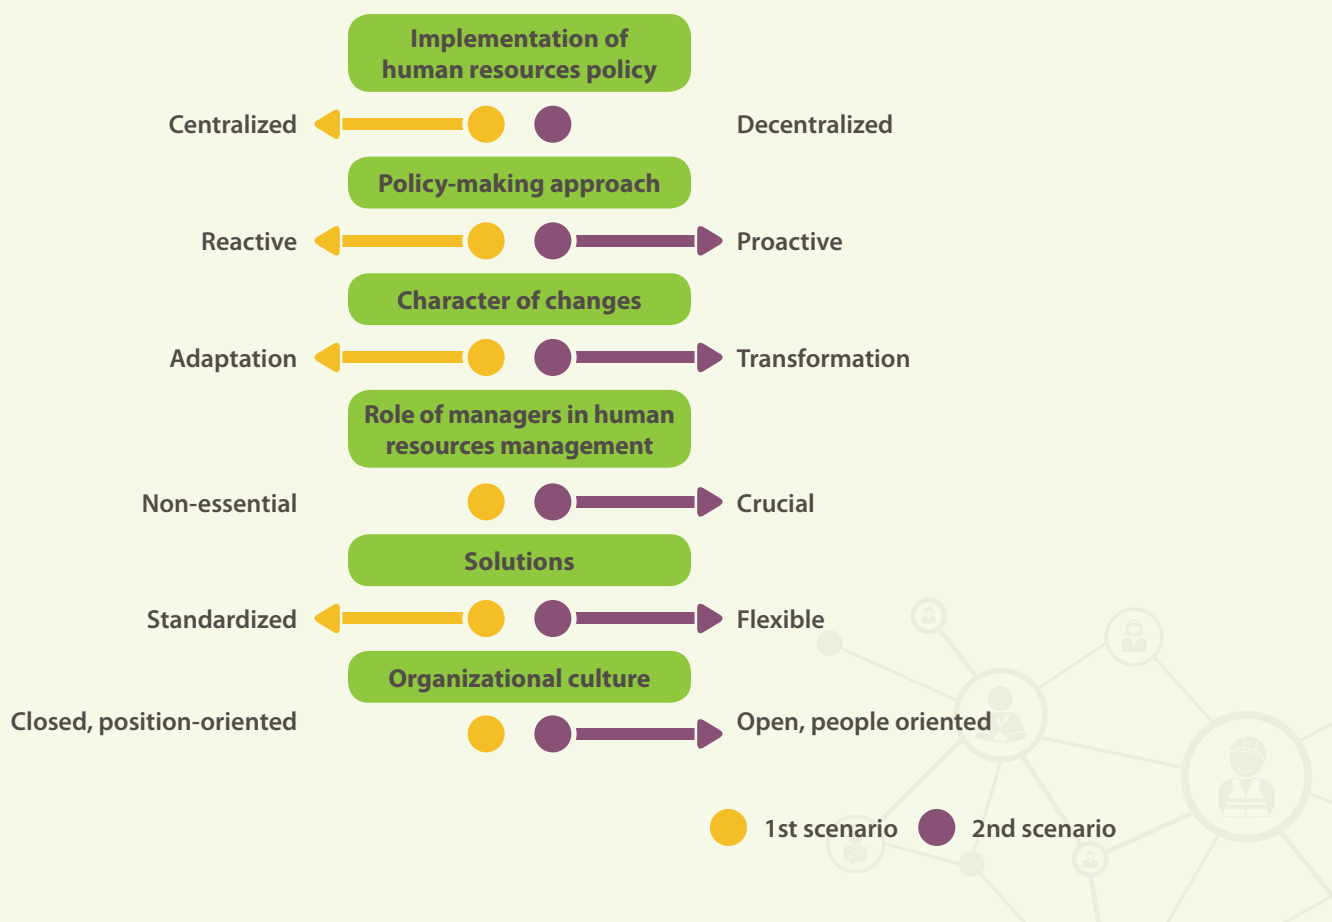 Implementation of
human resources policy
Centralized
Decentralized
Policy-making approach
Reactive
Proactive
Character of changes
Adaptation
Transformation
Role of managers in human
resources management
Non-essential
Crucial
Solutions
Standardized
Flexible
Organizational culture
Closed, position-oriented
Open, people oriented
1st scenario
2nd scenario